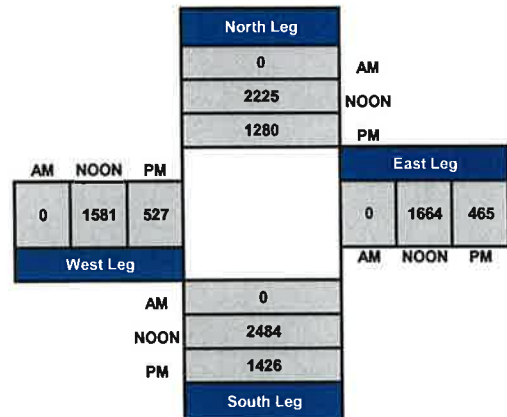 North Leg
0 AM
2225 NOON
1280 PM
AM NOON PM
East Leg
0 1581 527
0 1664 465
West Leg
AM NOON PM
AM 0
NOON 2484
PM 1426
South Leg